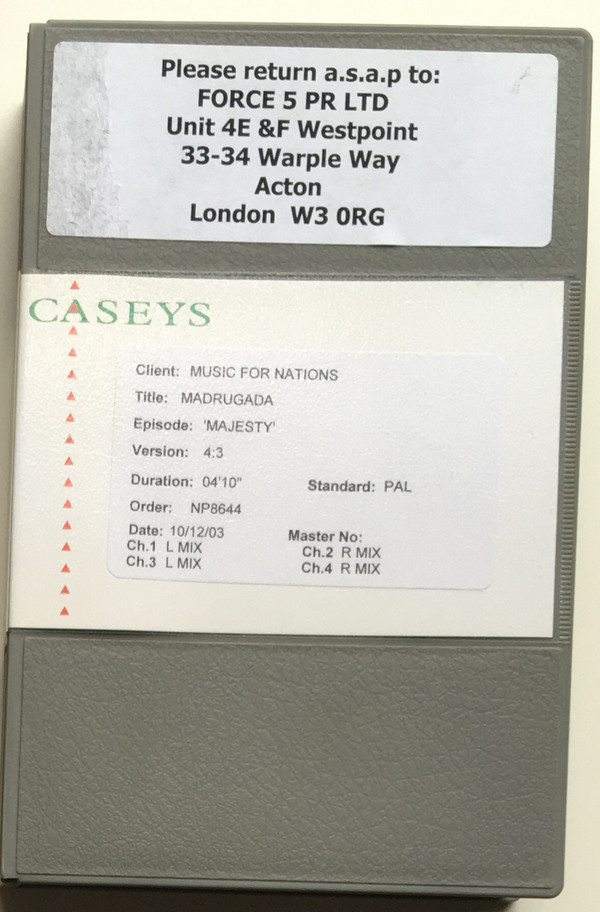 Please return a.s.a.p to:
FORCE 5 PR LTD
Unit 4E &F Westpoint
33-34 Warple Way
Acton
London W3 0RG
CASEYS
Client: MUSIC FOR NATIONS
Title: MADRUGADA
Episode: 'MAJESTY'
Version: 4:3
Duration: 04'10" Standard: PAL
Order: NP8644
Date: 10/12/03 Master No:
Ch.1 L MIX Ch.2 R MIX
Ch.3 L MIX Ch.4 R MIX